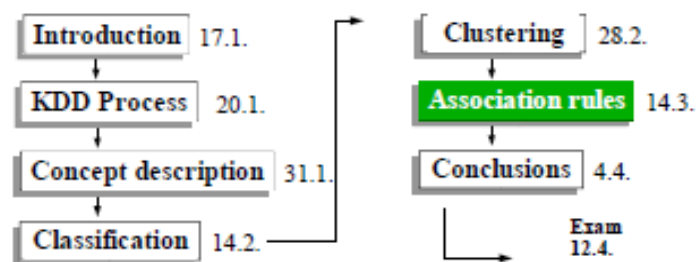 Introduction 17.1.
KDD Process 20.1.
Concept description 31.1.
Classification 14.2.
Clustering 28.2.
Association rules 14.3.
Conclusions 4.4.
Exam
12.4.